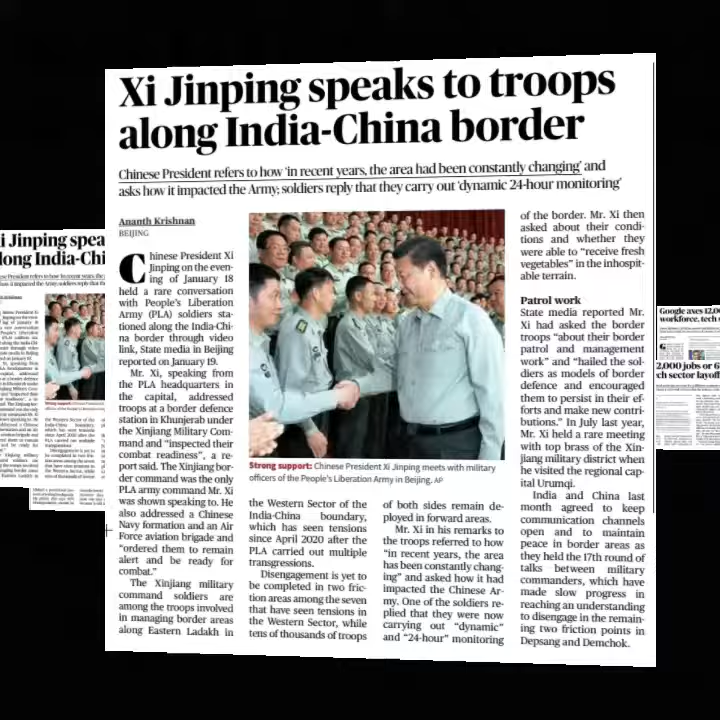 Xi Jinping speaks to troops
along India-China border
Chinese President refers to how 'in recent years, the area had been constantly changing' and
asks how it impacted the Army; soldiers reply that they carry out 'dynamic 24-hour monitoring'
Ananth Krishnan
BEIJING
Chinese President Xi
Jinping on the even-
ing of January 18
held a rare conversation
with People's Liberation
Army (PLA) soldiers sta-
tioned along the India-Chi-
na border through video
link, State media in Beijing
reported on January 19.
Mr. Xi, speaking from
the PLA headquarters in
the capital, addressed
troops at a border defence
station in Khunjerab under
the Xinjiang Military Com-
mand and "inspected their
combat readiness", a re-
port said. The Xinjiang bor-
der command was the only
PLA army command Mr. Xi
was shown speaking to. He
also addressed a Chinese
Navy formation and an Air
Force aviation brigade and
"ordered them to remain
alert and be ready for
combat."
The Xinjiang military
command soldiers are
among the troops involved
in managing border areas
along Eastern Ladakh in
Strong support: Chinese President Xi Jinping meets with military
officers of the People's Liberation Army in Beijing. AP
the Western Sector of the
India-China boundary,
which has seen tensions
since April 2020 after the
PLA carried out multiple
transgressions.
Disengagement is yet to
be completed in two fric-
tion areas among the seven
that have seen tensions in
the Western Sector, while
tens of thousands of troops
of both sides remain de-
ployed in forward areas.
Mr. Xi in his remarks to
the troops referred to how
"in recent years, the area
has been constantly chang-
ing" and asked how it had
impacted the Chinese Ar-
my. One of the soldiers re-
plied that they were now
carrying out "dynamic"
and "24-hour" monitoring
of the border. Mr. Xi then
asked about their condi-
tions and whether they
were able to "receive fresh
vegetables" in the inhospit-
able terrain.
Patrol work
State media reported Mr.
Xi had asked the border
troops "about their border
patrol and management
work" and "hailed the sol-
diers as models of border
defence and encouraged
them to persist in their ef-
forts and make new contri-
butions." In July last year,
Mr. Xi held a rare meeting
with top brass of the Xin-
jiang military district when
he visited the regional cap-
ital Urumqi.
India and China last
month agreed to keep
communication channels
open and to maintain
peace in border areas as
they held the 17th round of
talks between military
commanders, which have
made slow progress in
reaching an understanding
to disengage in the remain-
ing two friction points in
Depsang and Demchok.
i Jinping spea
long India-Chi
Google axes 12,0
workforce, tech s
2,000 jobs or 6
ch sector layoff